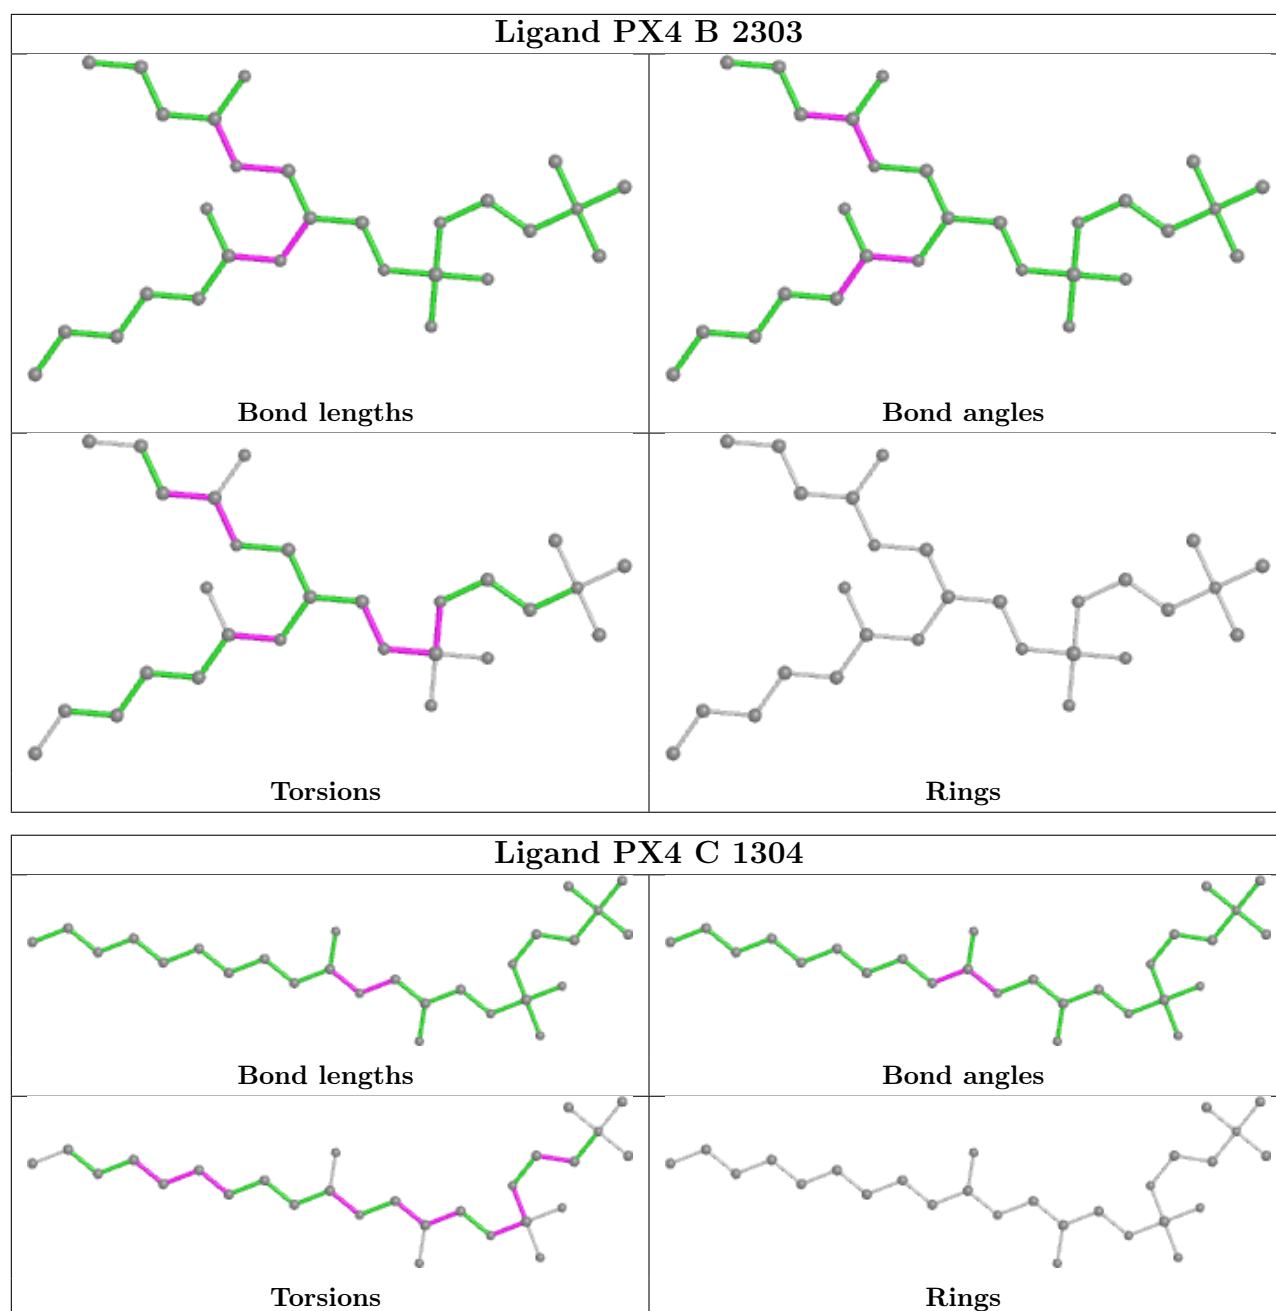 Ligand PX4 B 2303
Bond lengths
Bond angles
Torsions
Rings
Ligand PX4 C 1304
Bond lengths
Bond angles
Torsions
Rings